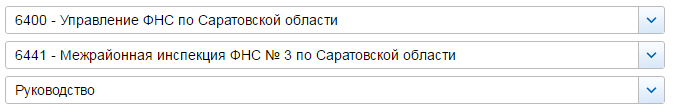 6400 - Управление ФНС по Саратовской области
6441 - Межрайонная инспекция ФНС № 3 по Саратовской области
Руководство